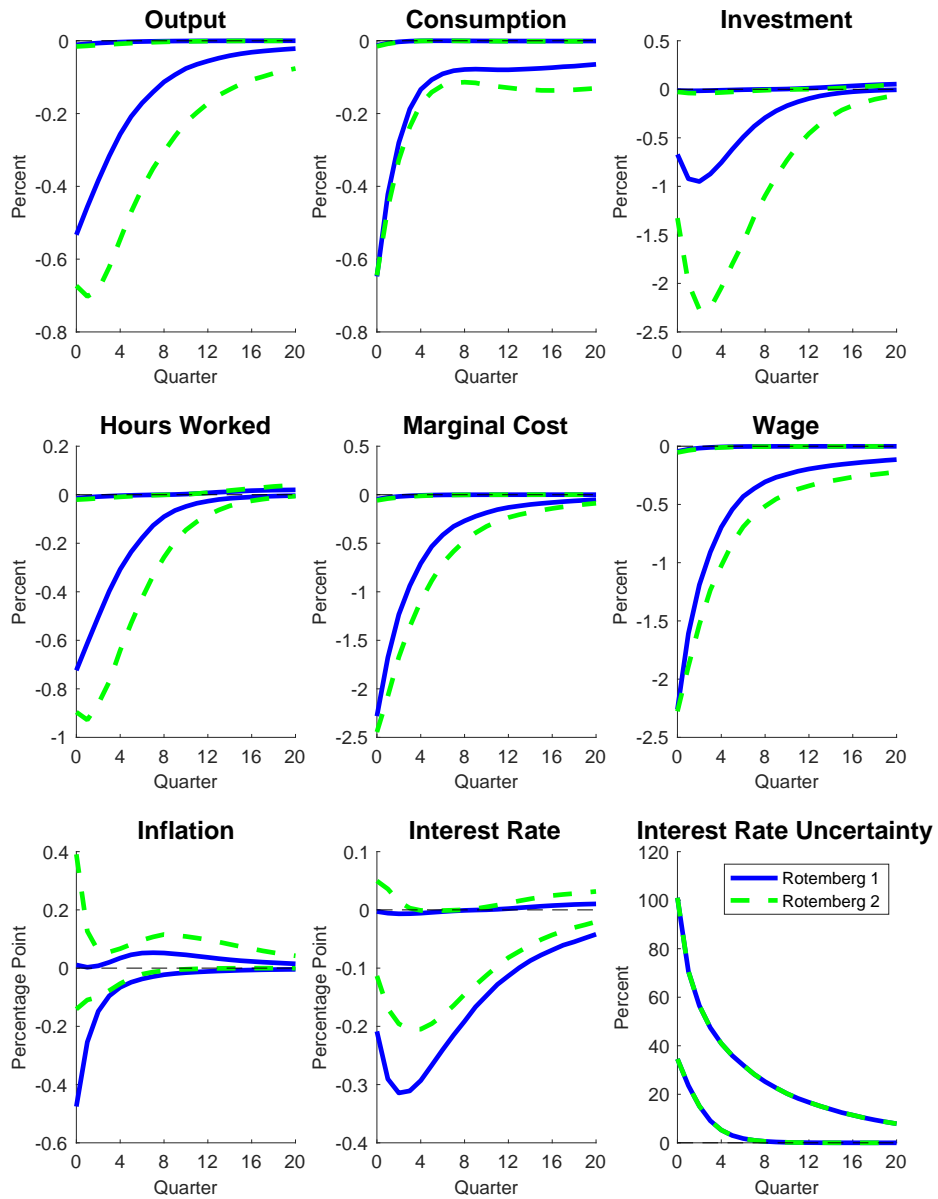 Output
0
-0.2
-0.4
-0.6
-0.8
Percent
0 4 8 12 16 20
Quarter
Consumption
0
-0.2
-0.4
-0.6
-0.8
Percent
0 4 8 12 16 20
Quarter
Investment
0.5
0
-0.5
-1
-1.5
-2
-2.5
Percent
0 4 8 12 16 20
Quarter
Hours Worked
0.2
0
-0.2
-0.4
-0.6
-0.8
-1
Percent
0 4 8 12 16 20
Quarter
Marginal Cost
0.5
0
-0.5
-1
-1.5
-2
-2.5
Percent
0 4 8 12 16 20
Quarter
Wage
0
-0.5
-1
-1.5
-2
-2.5
Percent
0 4 8 12 16 20
Quarter
Inflation
0.4
0.2
0
-0.2
-0.4
-0.6
Percentage Point
0 4 8 12 16 20
Quarter
Interest Rate
0.1
0
-0.1
-0.2
-0.3
-0.4
Percentage Point
0 4 8 12 16 20
Quarter
Interest Rate Uncertainty
120
100
80
60
40
20
0
Percent
Rotemberg 1
Rotemberg 2
0 4 8 12 16 20
Quarter